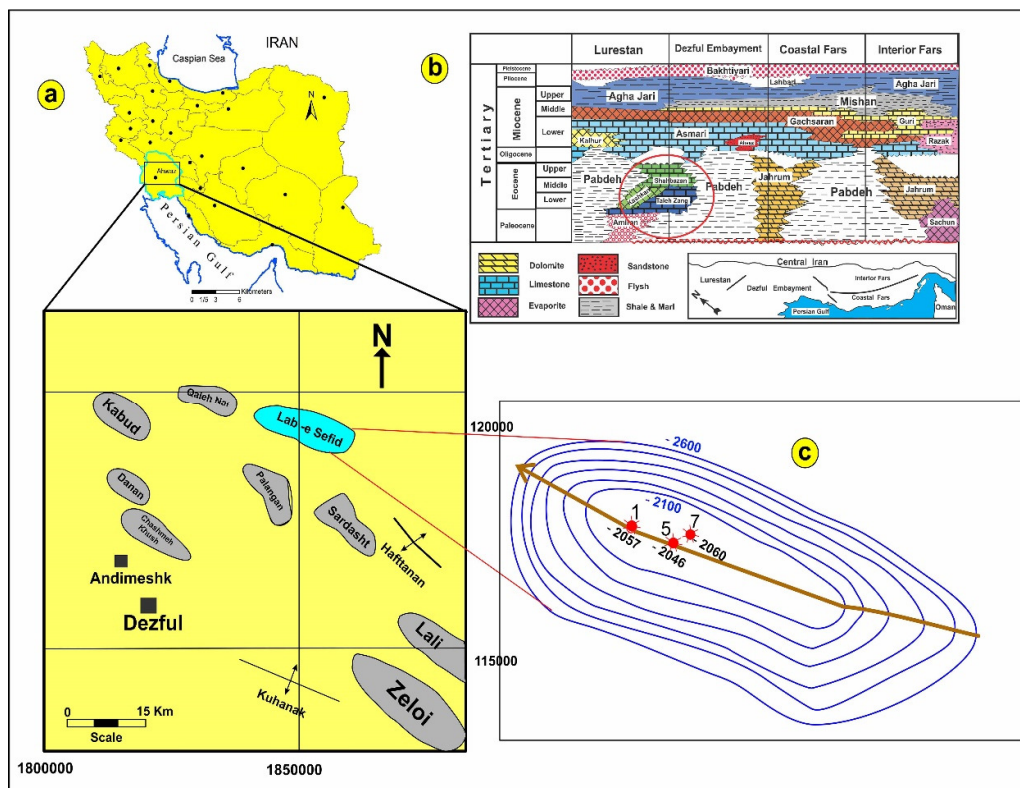 IRAN
Caspian Sea
a
N
Ahwaz
Persian Gulf
Kilometers
0 1/5 3 6
b
Lurestan
Dezful Embayment
Coastal Fars
Interior Fars
Tertiary
Pleistocene
Pliocene
Miocene
Upper
Middle
Lower
Oligocene
Eocene
Upper
Middle
Lower
Paleocene
Bakhtiyari
Lahbari
Agha Jari
Agha Jari
Mishan
Gachsaran
Guri
Asmari
Kalhur
Ahwaz
Razak
Pabdeh
Shahbazan
Kashkan
Taleh Zang
Amiran
Pabdeh
Jahrum
Pabdeh
Jahrum
Sachun
Dolomite
Sandstone
Limestone
Flysh
Evaporite
Shale & Marl
Central Iran
Lurestan
Dezful Embayment
Interior Fars
Coastal Fars
Persian Gulf
Oman
N
N
Kabud
Qaleh Nar
Lab-e Sefid
Danan
Chashmeh Khush
Palangan
Sardasht
Haftanan
Andimeshk
Dezful
Lali
Zeloi
Kuhanak
0 15 Km
Scale
1800000
1850000
120000
115000
c
- 2600
- 2100
1
5
7
- 2057
- 2046
- 2060